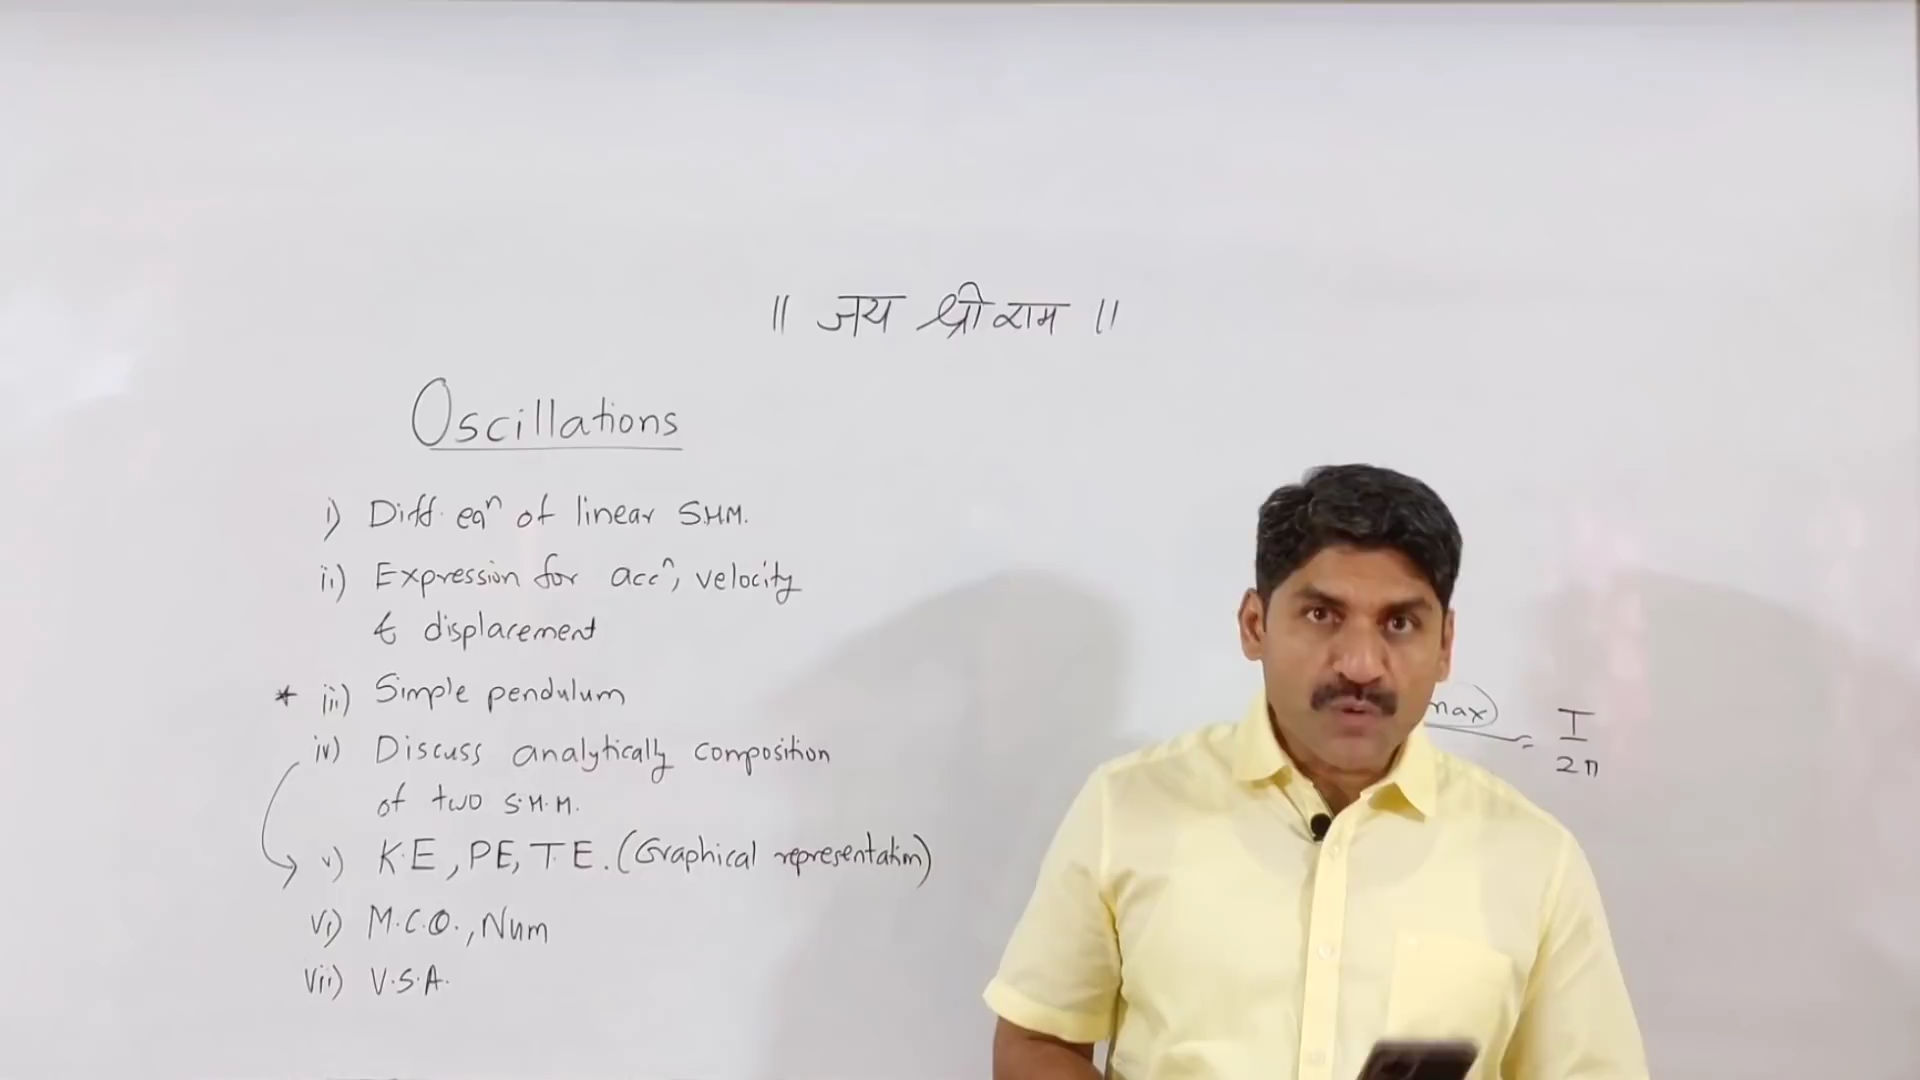 || जय श्री राम ||
Oscillations
i) Diff. eqⁿ of linear S.H.M.
ii) Expression for accⁿ, velocity
& displacement
* iii) Simple pendulum
iv) Discuss analytically composition
of two S.H.M.
v) K.E, PE, T.E. (Graphical representation)
vi) M.C.Q., Num
vii) V.S.A.
max) = T
2π